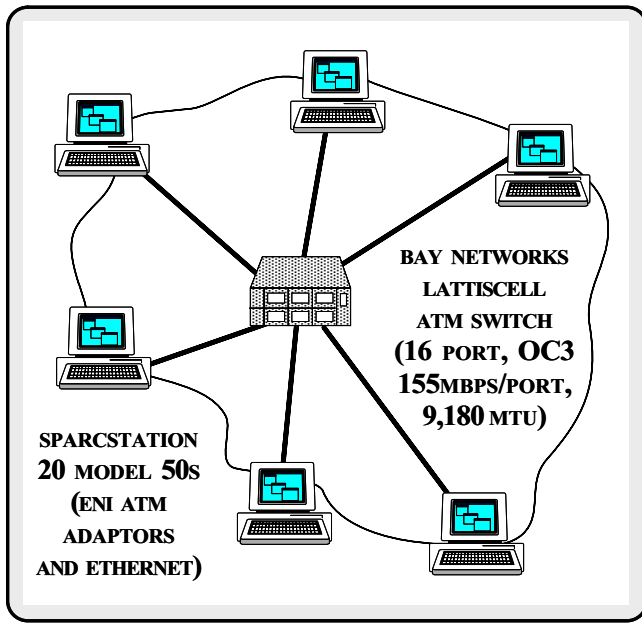 BAY NETWORKS
LATTISCELL
ATM SWITCH
(16 PORT, OC3
155MBPS/PORT,
9,180 MTU)
SPARCSTATION
20 MODEL 50S
(ENI ATM
ADAPTORS
AND ETHERNET)